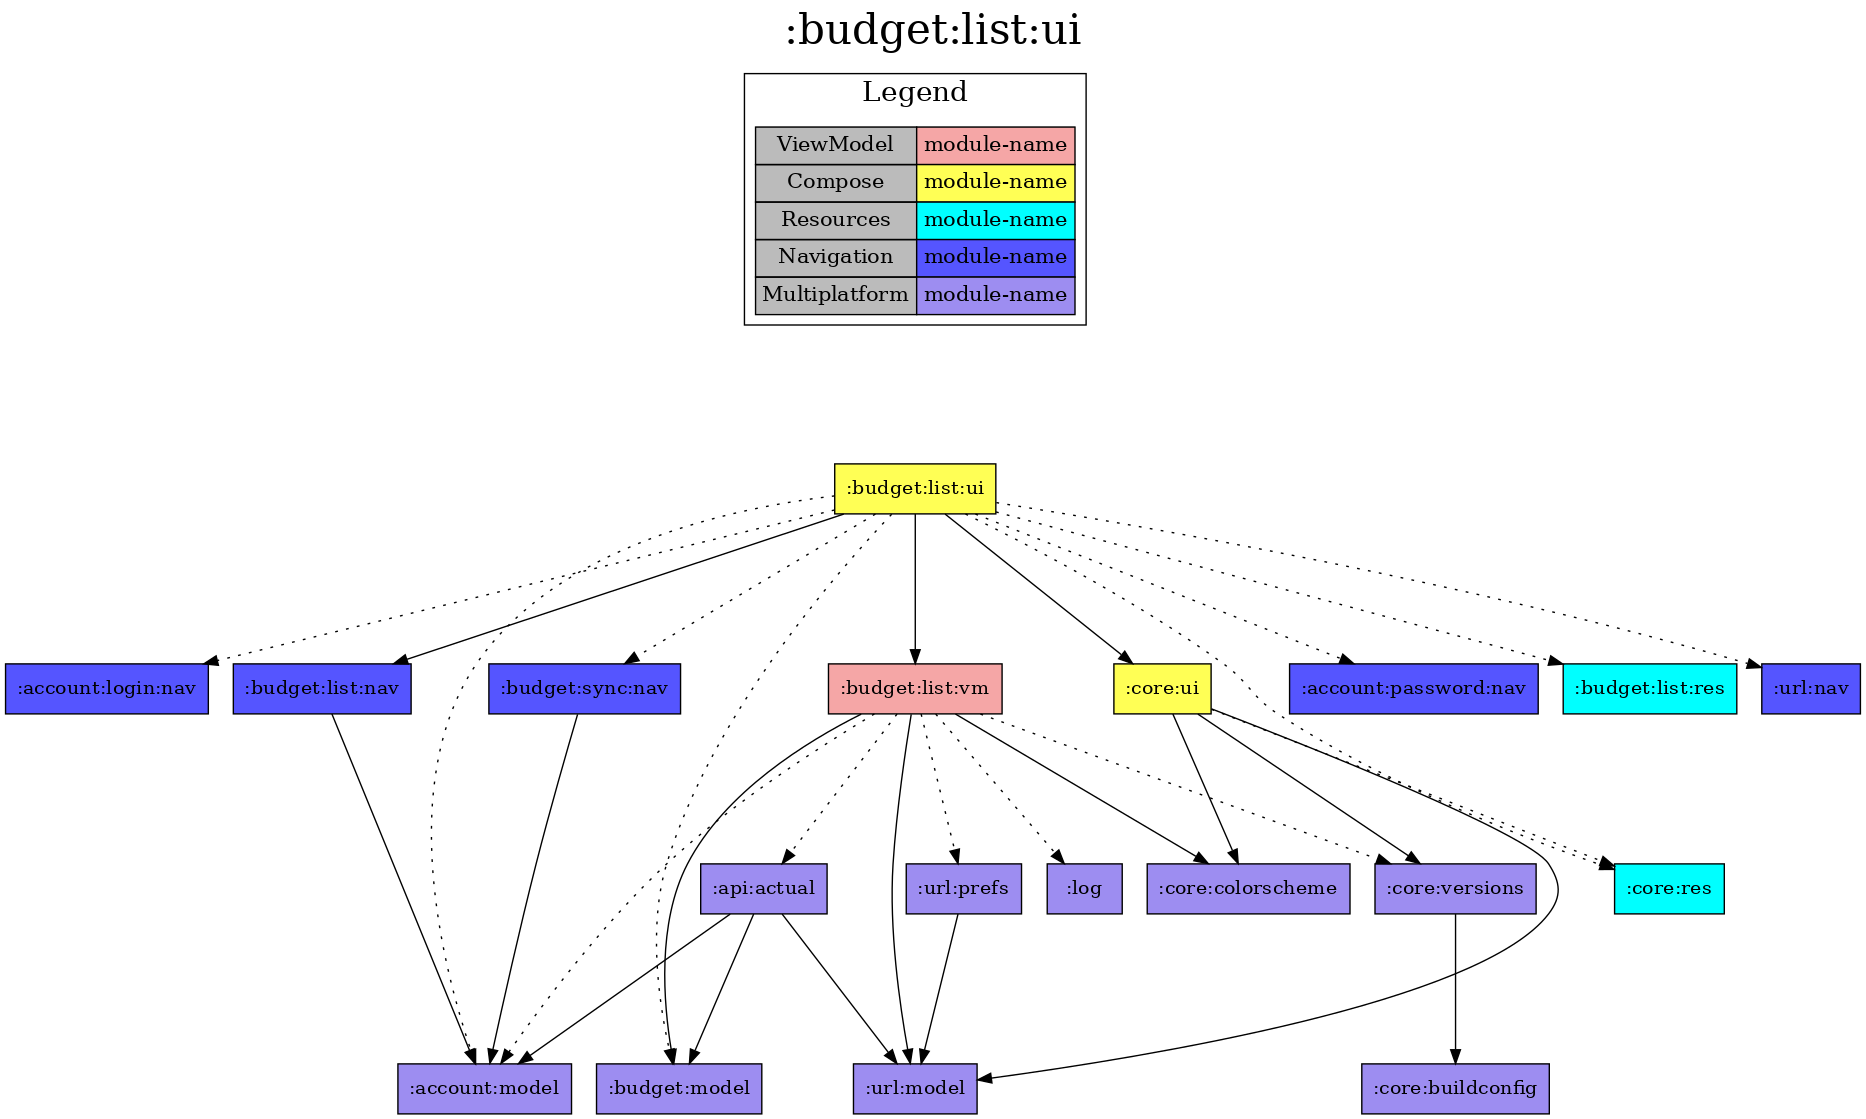 :budget:list:ui
Legend
ViewModel module-name
Compose module-name
Resources module-name
Navigation module-name
Multiplatform module-name
:budget:list:ui
:account:login:nav
:budget:list:nav
:budget:sync:nav
:budget:list:vm
:core:ui
:account:password:nav
:budget:list:res
:url:nav
:api:actual
:url:prefs
:log
:core:colorscheme
:core:versions
:core:res
:account:model
:budget:model
:url:model
:core:buildconfig